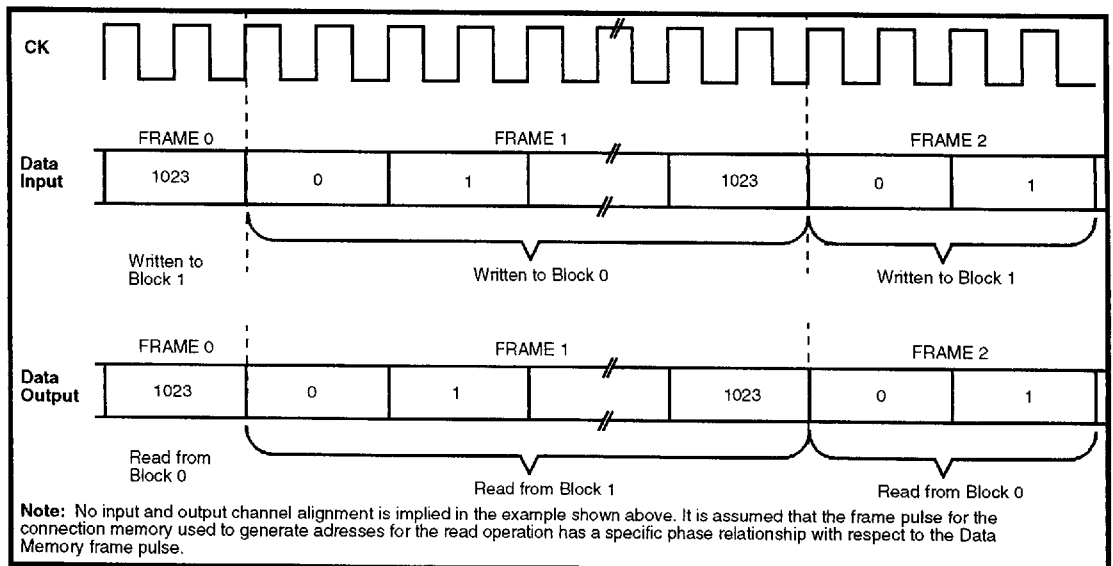 CK
FRAME 0 FRAME 1 FRAME 2
Data
Input
1023 0 1 1023 0 1
Written to
Block 1
Written to Block 0
Written to Block 1
FRAME 0 FRAME 1 FRAME 2
Data
Output
1023 0 1 1023 0 1
Read from
Block 0
Read from Block 1
Read from Block 0
Note: No input and output channel alignment is implied in the example shown above. It is assumed that the frame pulse for the
connection memory used to generate adresses for the read operation has a specific phase relationship with respect to the Data
Memory frame pulse.